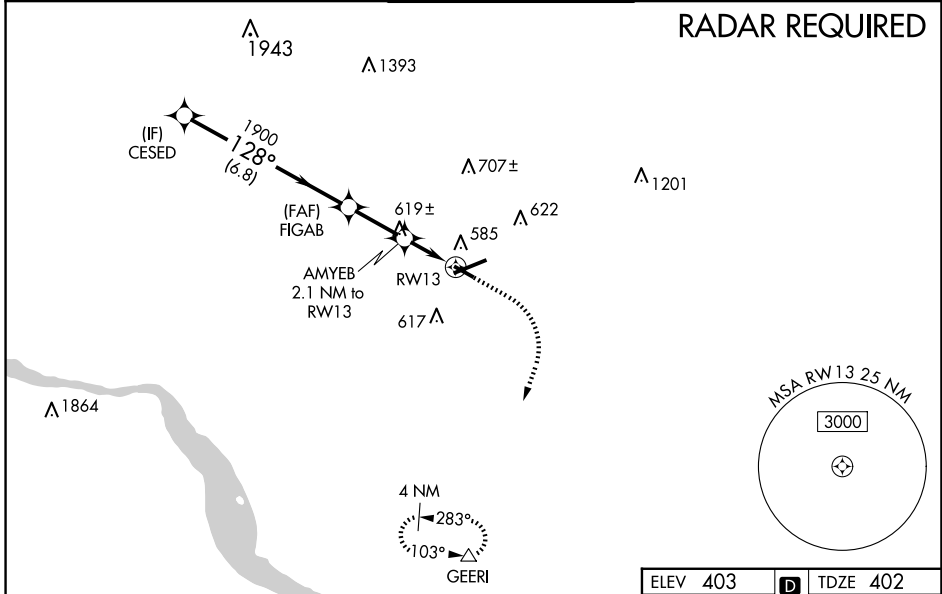 RADAR REQUIRED
1943
1393
(IF)
CESED
1900
128°
(6.8)
707±
1201
(FAF)
FIGAB
619±
622
585
AMYEB
2.1 NM to
RW13
RW13
617
1864
MSA RW13 25 NM
3000
4 NM
283°
103°
GEERI
ELEV 403 D TDZE 402